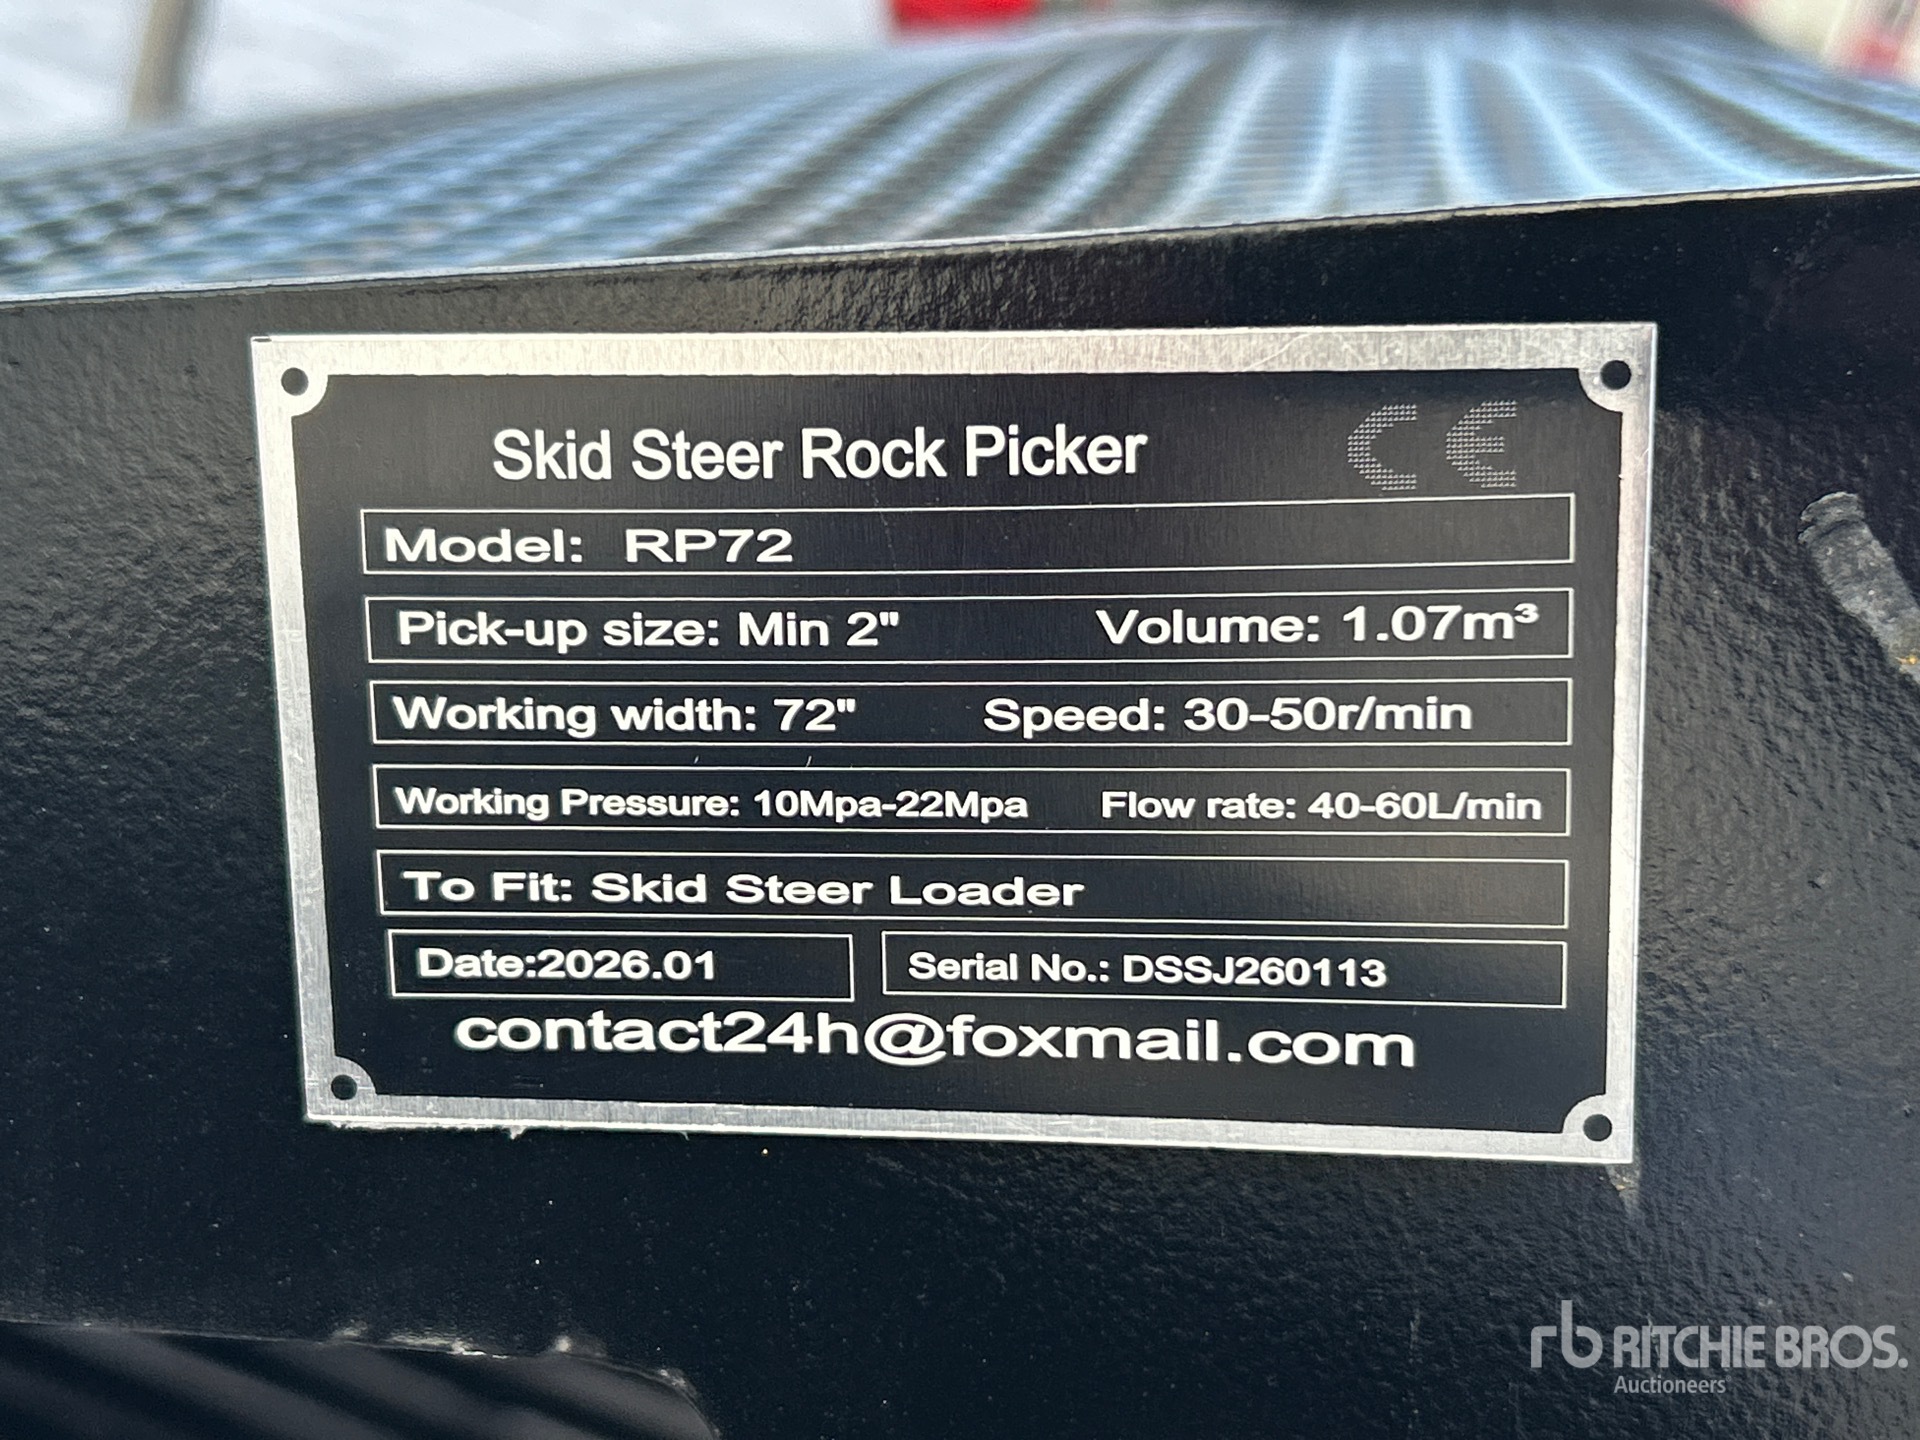 Skid Steer Rock Picker CE
Model: RP72
Pick-up size: Min 2" Volume: 1.07m³
Working width: 72" Speed: 30-50r/min
Working Pressure: 10Mpa-22Mpa Flow rate: 40-60L/min
To Fit: Skid Steer Loader
Date:2026.01 Serial No.: DSSJ260113
contact24h@foxmail.com
rb RITCHIE BROS.
Auctioneers